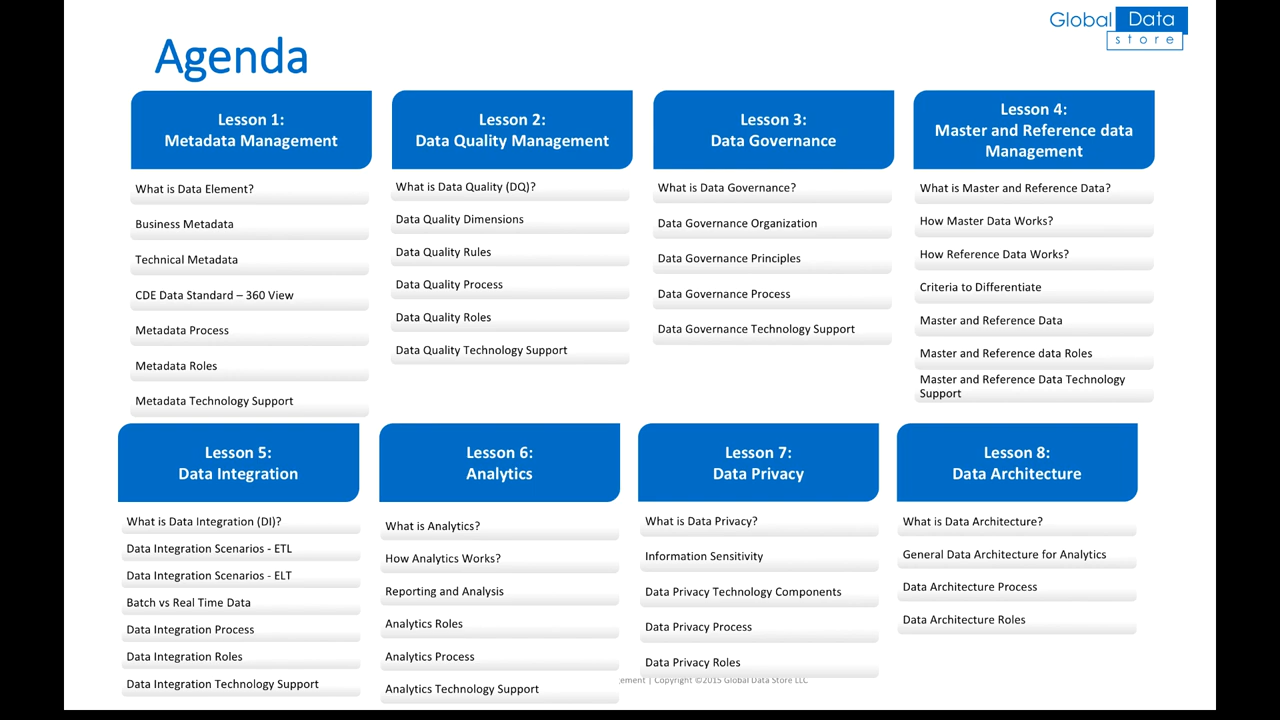 Global Data
store
Agenda
Lesson 1:
Metadata Management
What is Data Element?
Business Metadata
Technical Metadata
CDE Data Standard – 360 View
Metadata Process
Metadata Roles
Metadata Technology Support
Lesson 2:
Data Quality Management
What is Data Quality (DQ)?
Data Quality Dimensions
Data Quality Rules
Data Quality Process
Data Quality Roles
Data Quality Technology Support
Lesson 3:
Data Governance
What is Data Governance?
Data Governance Organization
Data Governance Principles
Data Governance Process
Data Governance Technology Support
Lesson 4:
Master and Reference data
Management
What is Master and Reference Data?
How Master Data Works?
How Reference Data Works?
Criteria to Differentiate
Master and Reference Data
Master and Reference data Roles
Master and Reference Data Technology
Support
Lesson 5:
Data Integration
What is Data Integration (DI)?
Data Integration Scenarios - ETL
Data Integration Scenarios - ELT
Batch vs Real Time Data
Data Integration Process
Data Integration Roles
Data Integration Technology Support
Lesson 6:
Analytics
What is Analytics?
How Analytics Works?
Reporting and Analysis
Analytics Roles
Analytics Process
Analytics Technology Support
Lesson 7:
Data Privacy
What is Data Privacy?
Information Sensitivity
Data Privacy Technology Components
Data Privacy Process
Data Privacy Roles
Lesson 8:
Data Architecture
What is Data Architecture?
General Data Architecture for Analytics
Data Architecture Process
Data Architecture Roles
| Copyright ©2015 Global Data Store LLC